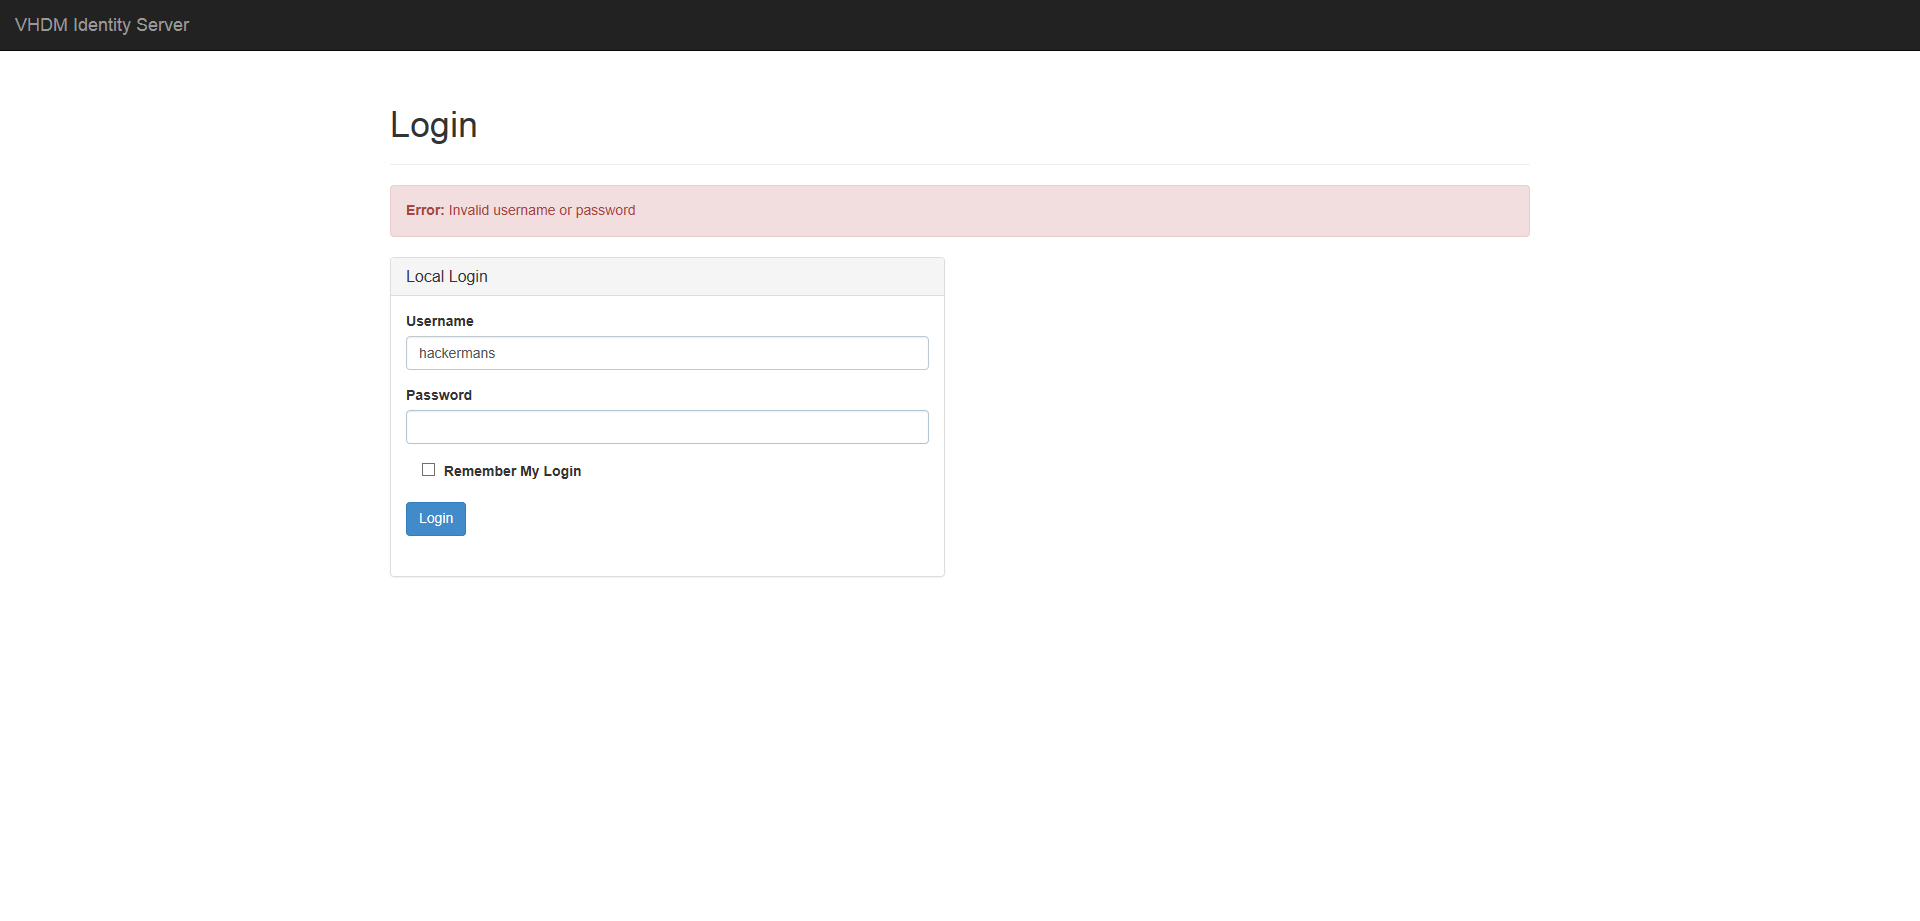 VHDM Identity Server
Login
Error: Invalid username or password
Local Login
Username
hackermans
Password
Remember My Login
Login